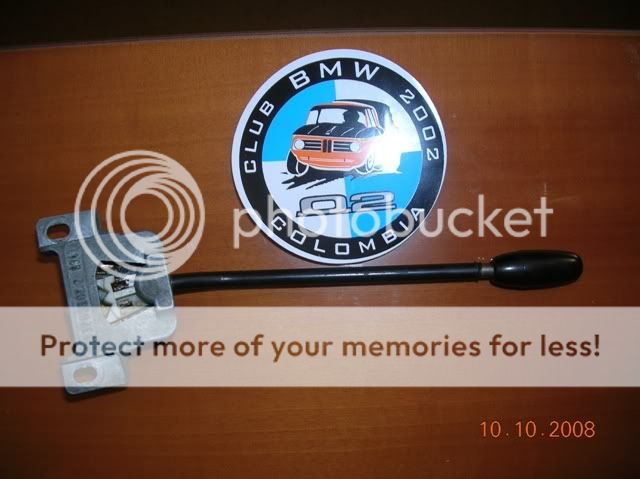 CLUB BMW 2002
02
COLOMBIA
photobucket
Protect more of your memories for less!
10.10.2008